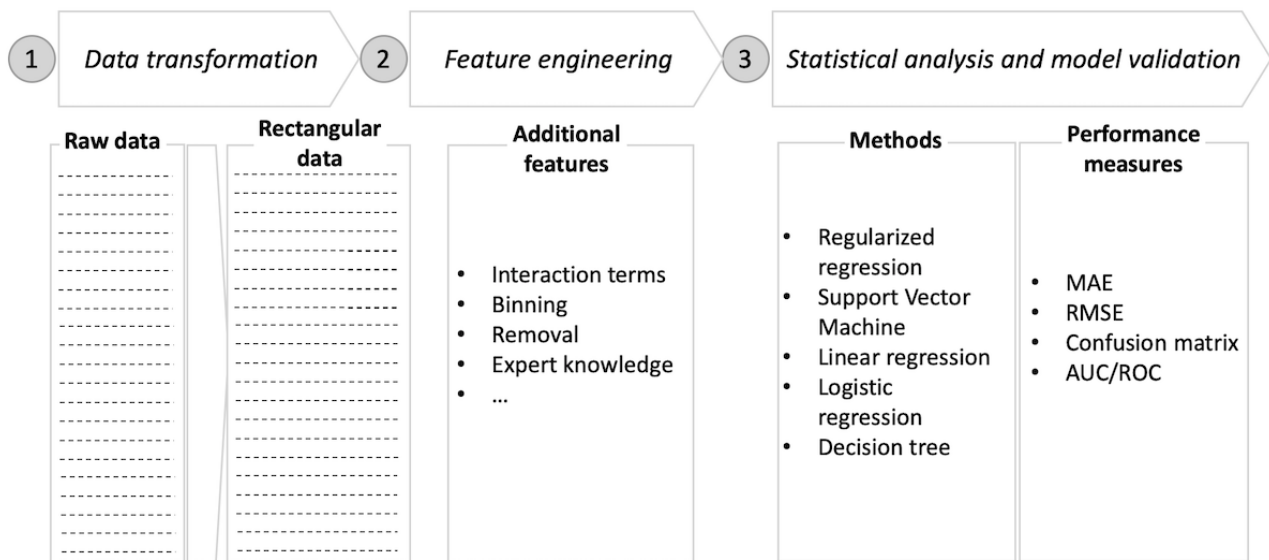 1
Data transformation
2
Feature engineering
3
Statistical analysis and model validation
Raw data
Rectangular
data
Additional
features
• Interaction terms
• Binning
• Removal
• Expert knowledge
• ...
Methods
• Regularized
regression
• Support Vector
Machine
• Linear regression
• Logistic
regression
• Decision tree
Performance
measures
• MAE
• RMSE
• Confusion matrix
• AUC/ROC